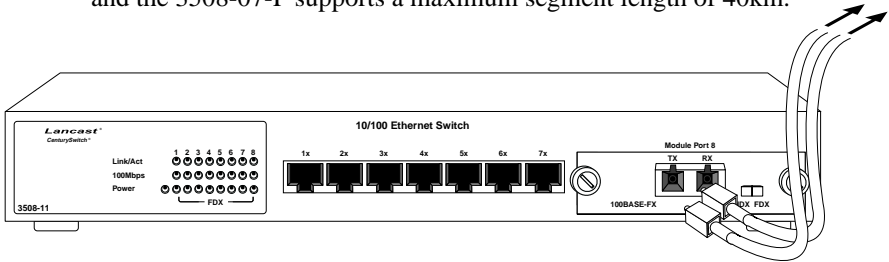 and the 3508-07-P supports a maximum segment length of 40km.
10/100 Ethernet Switch
Lancast
CenturySwitch
1 2 3 4 5 6 7 8
Link/Act
100Mbps
Power
FDX
3508-11
1x 2x 3x 4x 5x 6x 7x
Module Port 8
TX RX
100BASE-FX
FDX